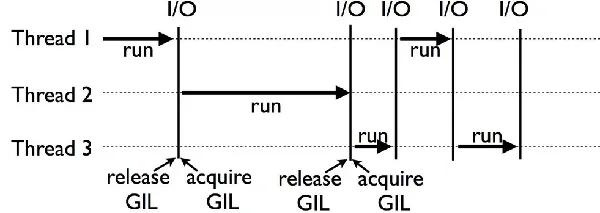 I/O I/O I/O I/O I/O
Thread 1
run run
Thread 2
run
run run
Thread 3
release acquire release acquire
GIL GIL GIL GIL